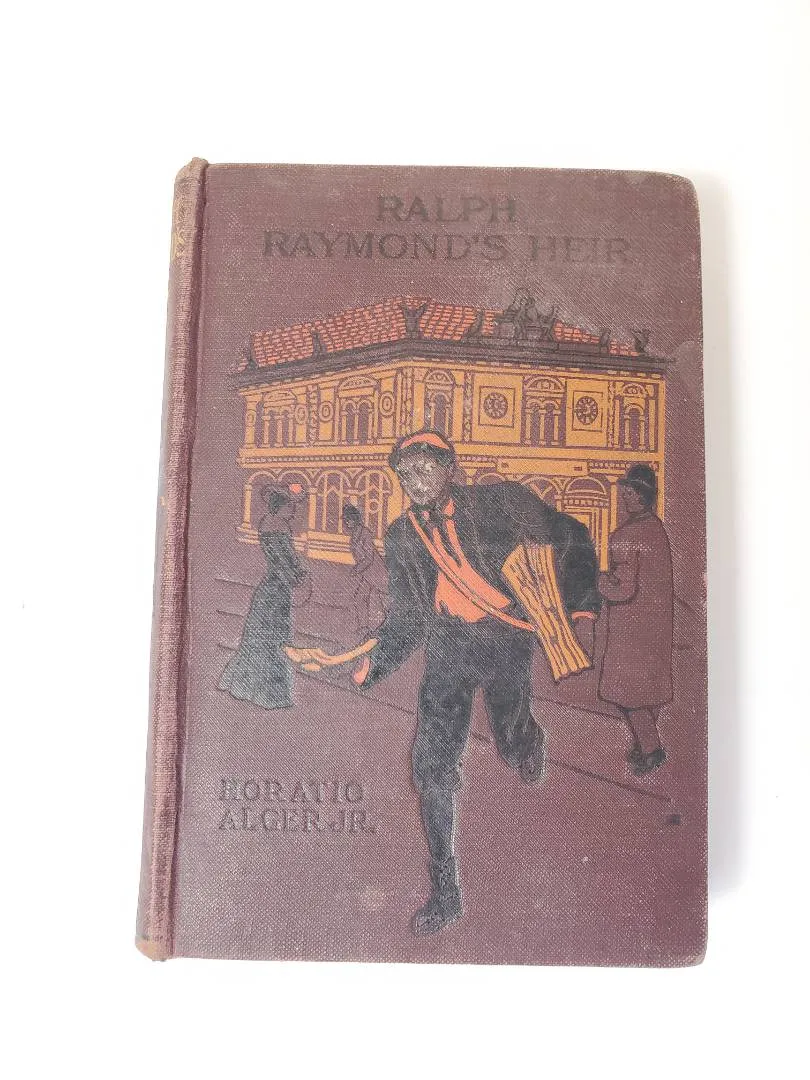 RALPH
RAYMOND'S HEIR
HORATIO
ALGER JR.